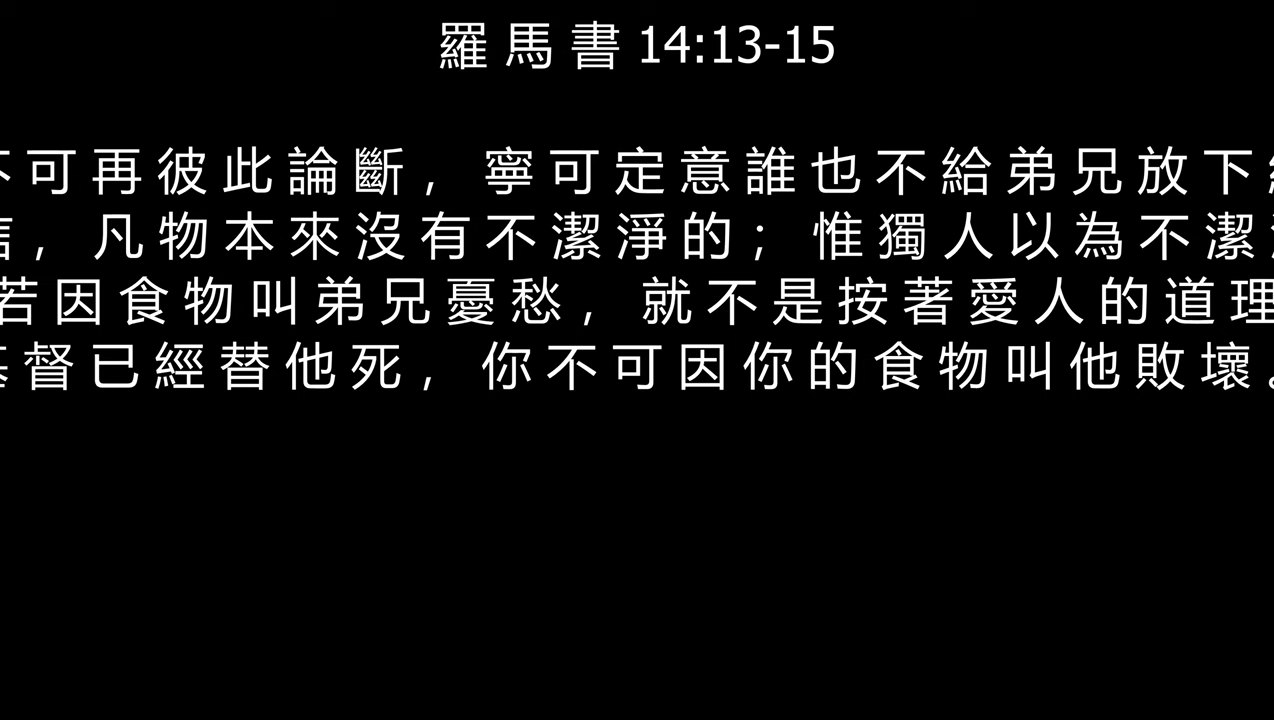 羅馬書 14:13-15
不可再彼此論斷，寧可定意誰也不給弟兄放下
信，凡物本來沒有不潔淨的；惟獨人以為不潔
若因食物叫弟兄憂愁，就不是按著愛人的道理
基督已經替他死，你不可因你的食物叫他敗壞。